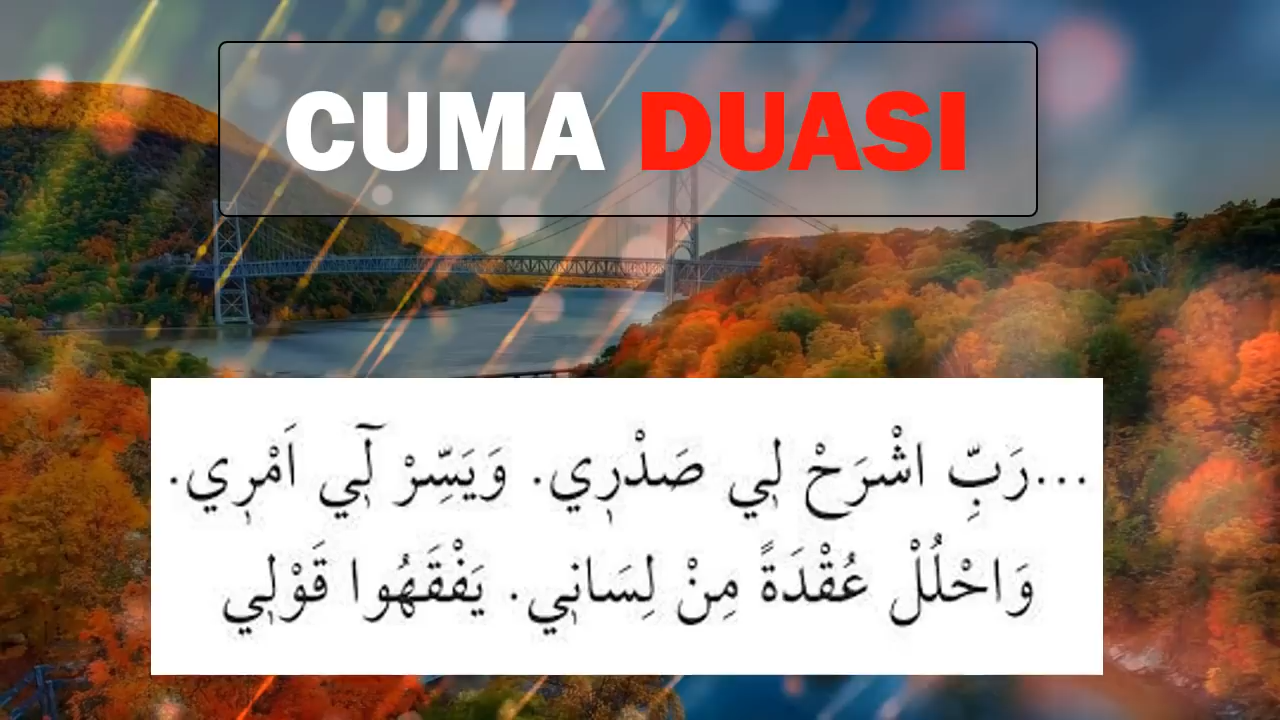 CUMA DUASI
...رَبِّ اشْرَحْ لٖي صَدْرٖي. وَيَسِّرْ لٖٓي اَمْرٖي.
وَاحْلُلْ عُقْدَةً مِنْ لِسَانٖي. يَفْقَهُوا قَوْلٖي